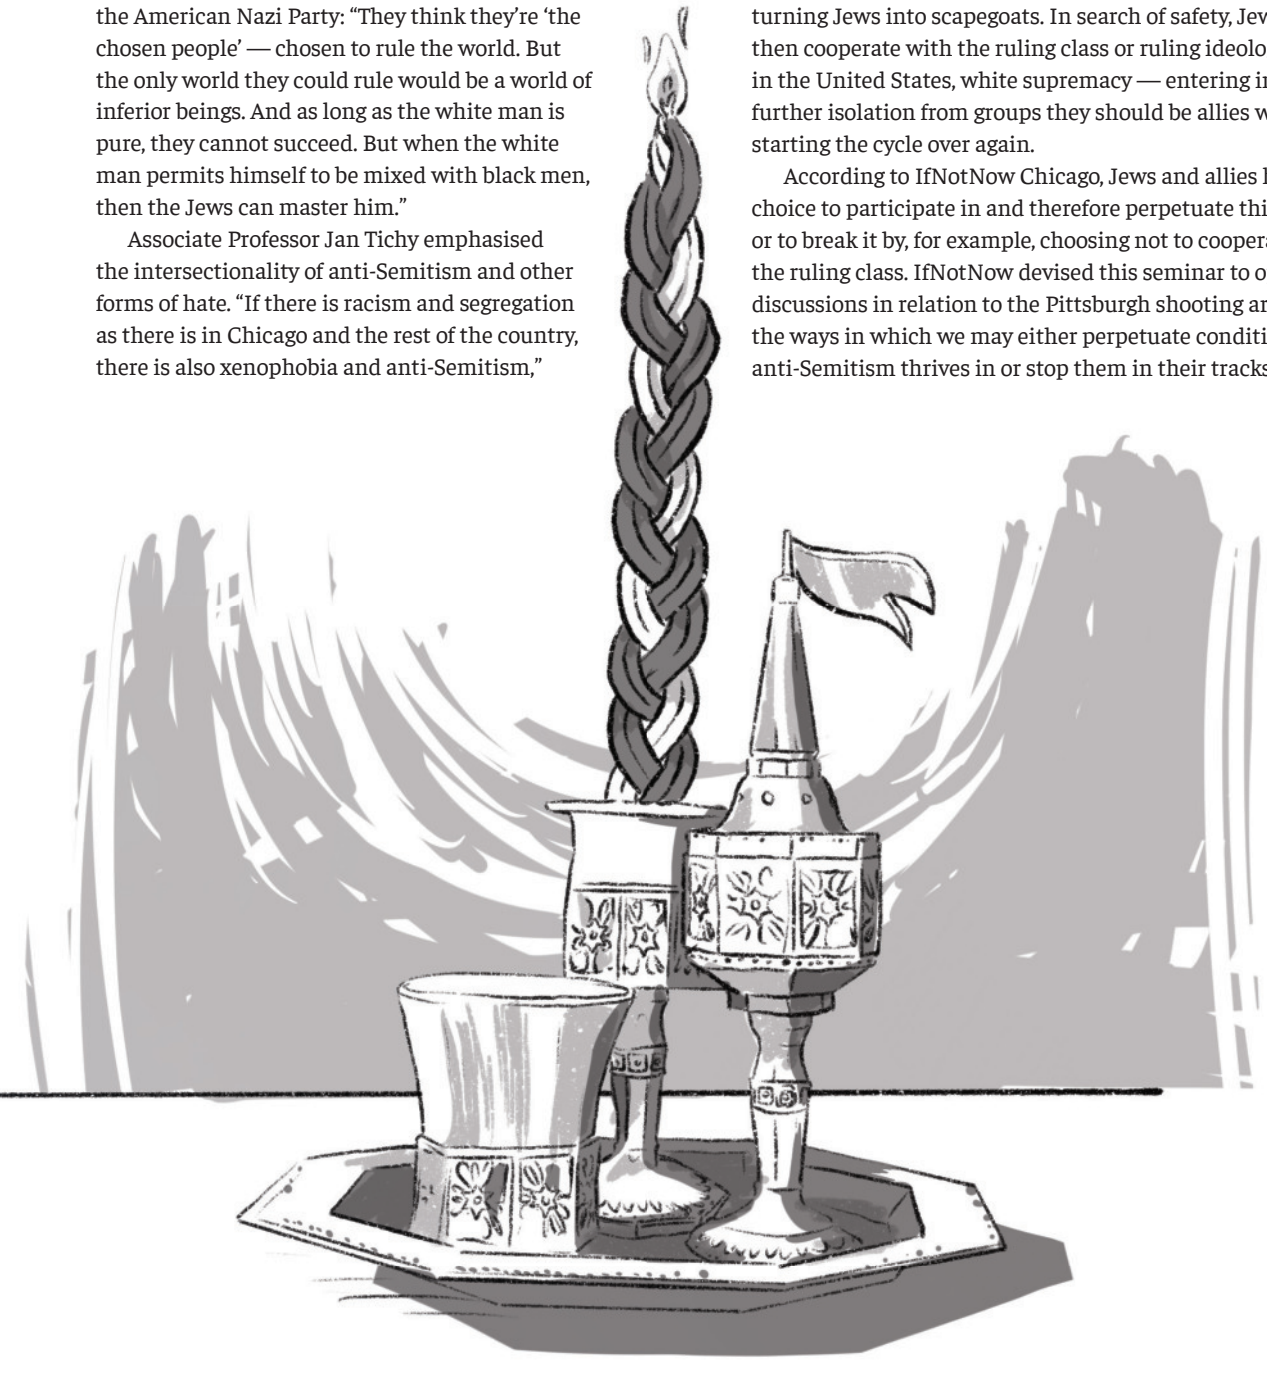 the American Nazi Party: “They think they’re ‘the
chosen people’ — chosen to rule the world. But
the only world they could rule would be a world of
inferior beings. And as long as the white man is
pure, they cannot succeed. But when the white
man permits himself to be mixed with black men,
then the Jews can master him.”
Associate Professor Jan Tichy emphasised
the intersectionality of anti-Semitism and other
forms of hate. “If there is racism and segregation
as there is in Chicago and the rest of the country,
there is also xenophobia and anti-Semitism,”
turning Jews into scapegoats. In search of safety,
then cooperate with the ruling class or ruling
in the United States, white supremacy — entering
further isolation from groups they should be allies
starting the cycle over again.
According to IfNotNow Chicago, Jews and allies
choice to participate in and therefore perpetuate
or to break it by, for example, choosing not to
the ruling class. IfNotNow devised this seminar to
discussions in relation to the Pittsburgh shooting
the ways in which we may either perpetuate
anti-Semitism thrives in or stop them in their tracks